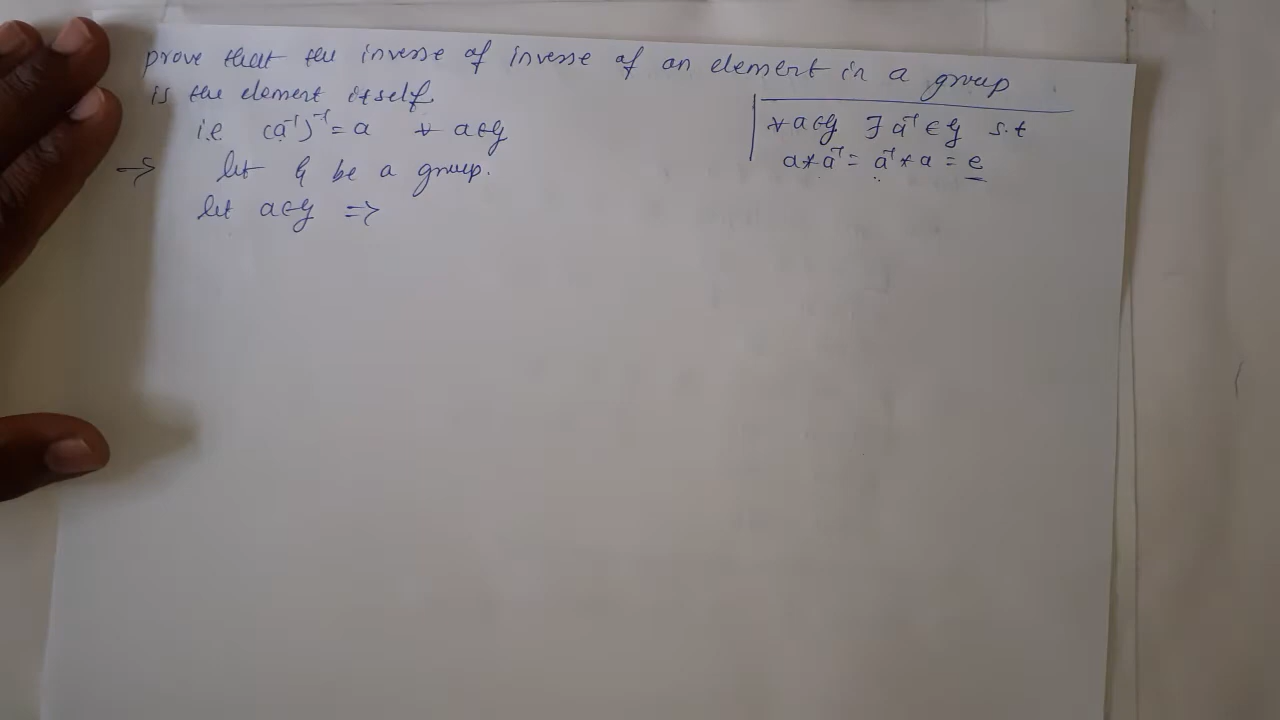 prove that the inverse of inverse of an element in a group
is the element itself.
i.e (a⁻¹)⁻¹ = a ∀ a∈G
→ let G be a group.
let a∈G ⇒
∀ a∈G ∃ a⁻¹ ∈ G s.t
a * a⁻¹ = a⁻¹ * a = e